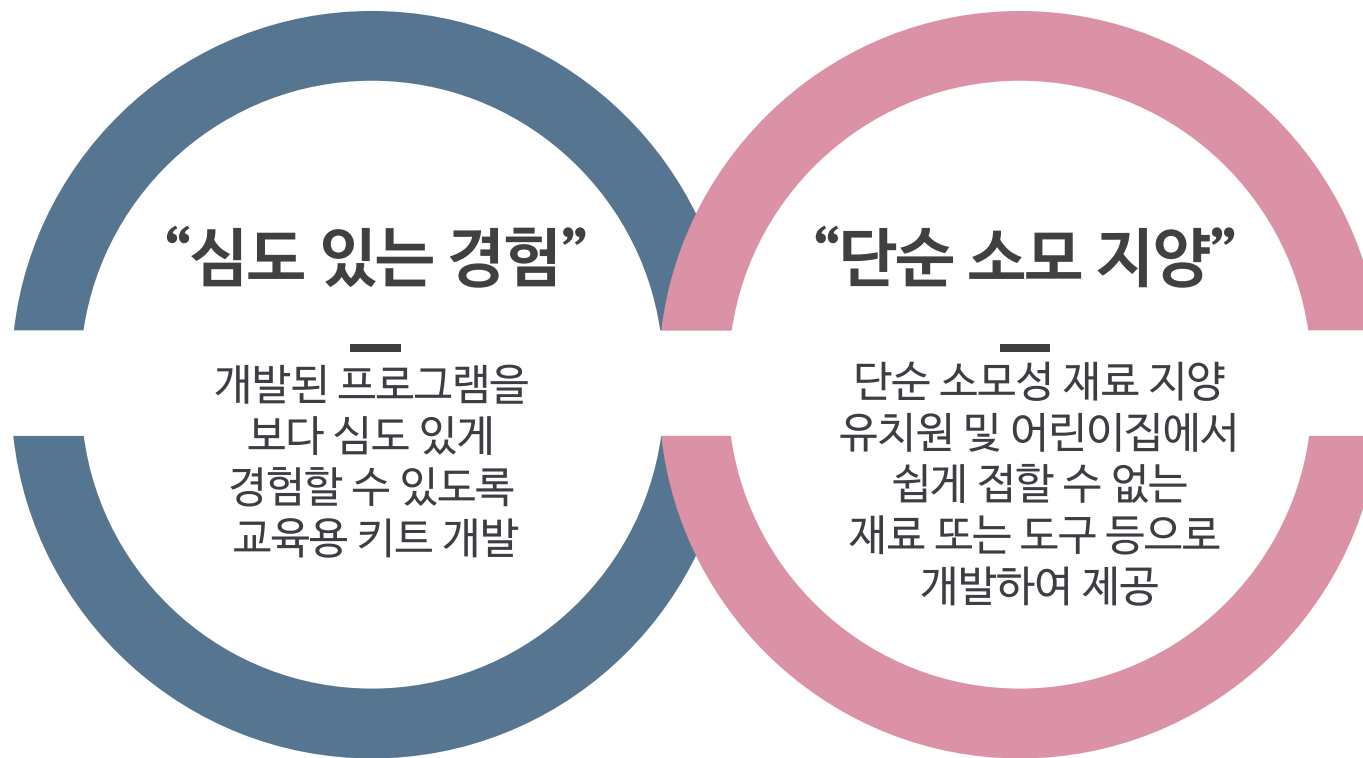 “심도 있는 경험”
개발된 프로그램을
보다 심도 있게
경험할 수 있도록
교육용 키트 개발
“단순 소모 지양”
단순 소모성 재료 지양
유치원 및 어린이집에서
쉽게 접할 수 없는
재료 또는 도구 등으로
개발하여 제공